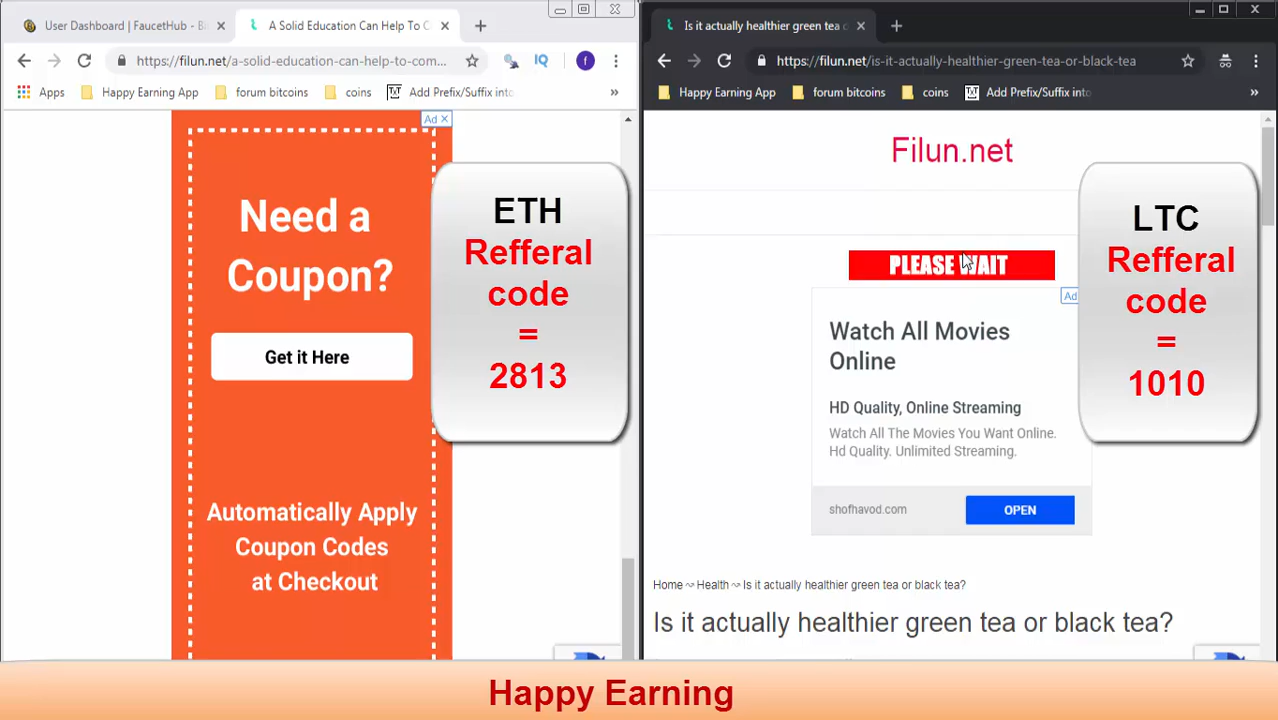 User Dashboard | FaucetHub - Bi
A Solid Education Can Help To C
https://filun.net/a-solid-education-can-help-to-com...
IQ
f
Apps
Happy Earning App
forum bitcoins
coins
Add Prefix/Suffix into
»
Ad
Need a
Coupon?
Get it Here
Automatically Apply
Coupon Codes
at Checkout
ETH
Refferal
code
=
2813
Is it actually healthier green tea o
https://filun.net/is-it-actually-healthier-green-tea-or-black-tea
Happy Earning App
forum bitcoins
coins
Add Prefix/Suffix into
»
Filun.net
PLEASE WAIT
Ad
Watch All Movies
Online
HD Quality, Online Streaming
Watch All The Movies You Want Online.
Hd Quality. Unlimited Streaming.
shofhavod.com
OPEN
Home ~> Health ~> Is it actually healthier green tea or black tea?
Is it actually healthier green tea or black tea?
LTC
Refferal
code
=
1010
Happy Earning